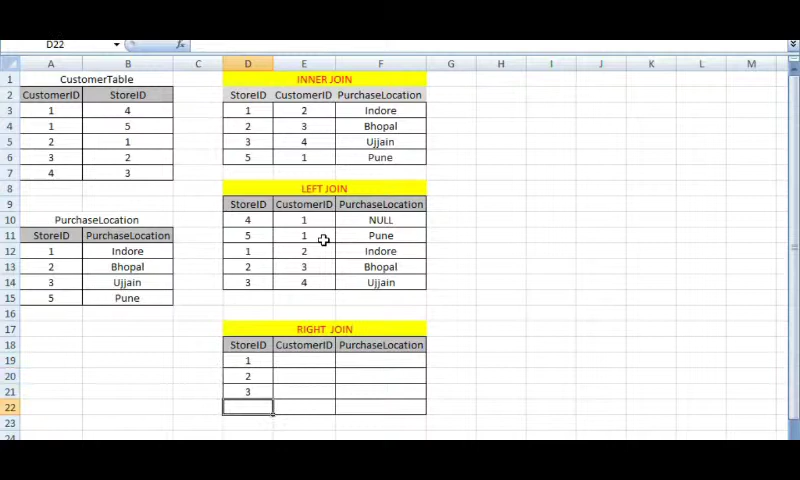 D22 fx
A B C D E F G H I J K L M
1 CustomerTable INNER JOIN
2 CustomerID StoreID StoreID CustomerID PurchaseLocation
3 1 4 1 2 Indore
4 1 5 2 3 Bhopal
5 2 1 3 4 Ujjain
6 3 2 5 1 Pune
7 4 3
8 LEFT JOIN
9 StoreID CustomerID PurchaseLocation
10 PurchaseLocation 4 1 NULL
11 StoreID PurchaseLocation 5 1 Pune
12 1 Indore 1 2 Indore
13 2 Bhopal 2 3 Bhopal
14 3 Ujjain 3 4 Ujjain
15 5 Pune
16
17 RIGHT JOIN
18 StoreID CustomerID PurchaseLocation
19 1
20 2
21 3
22
23
24